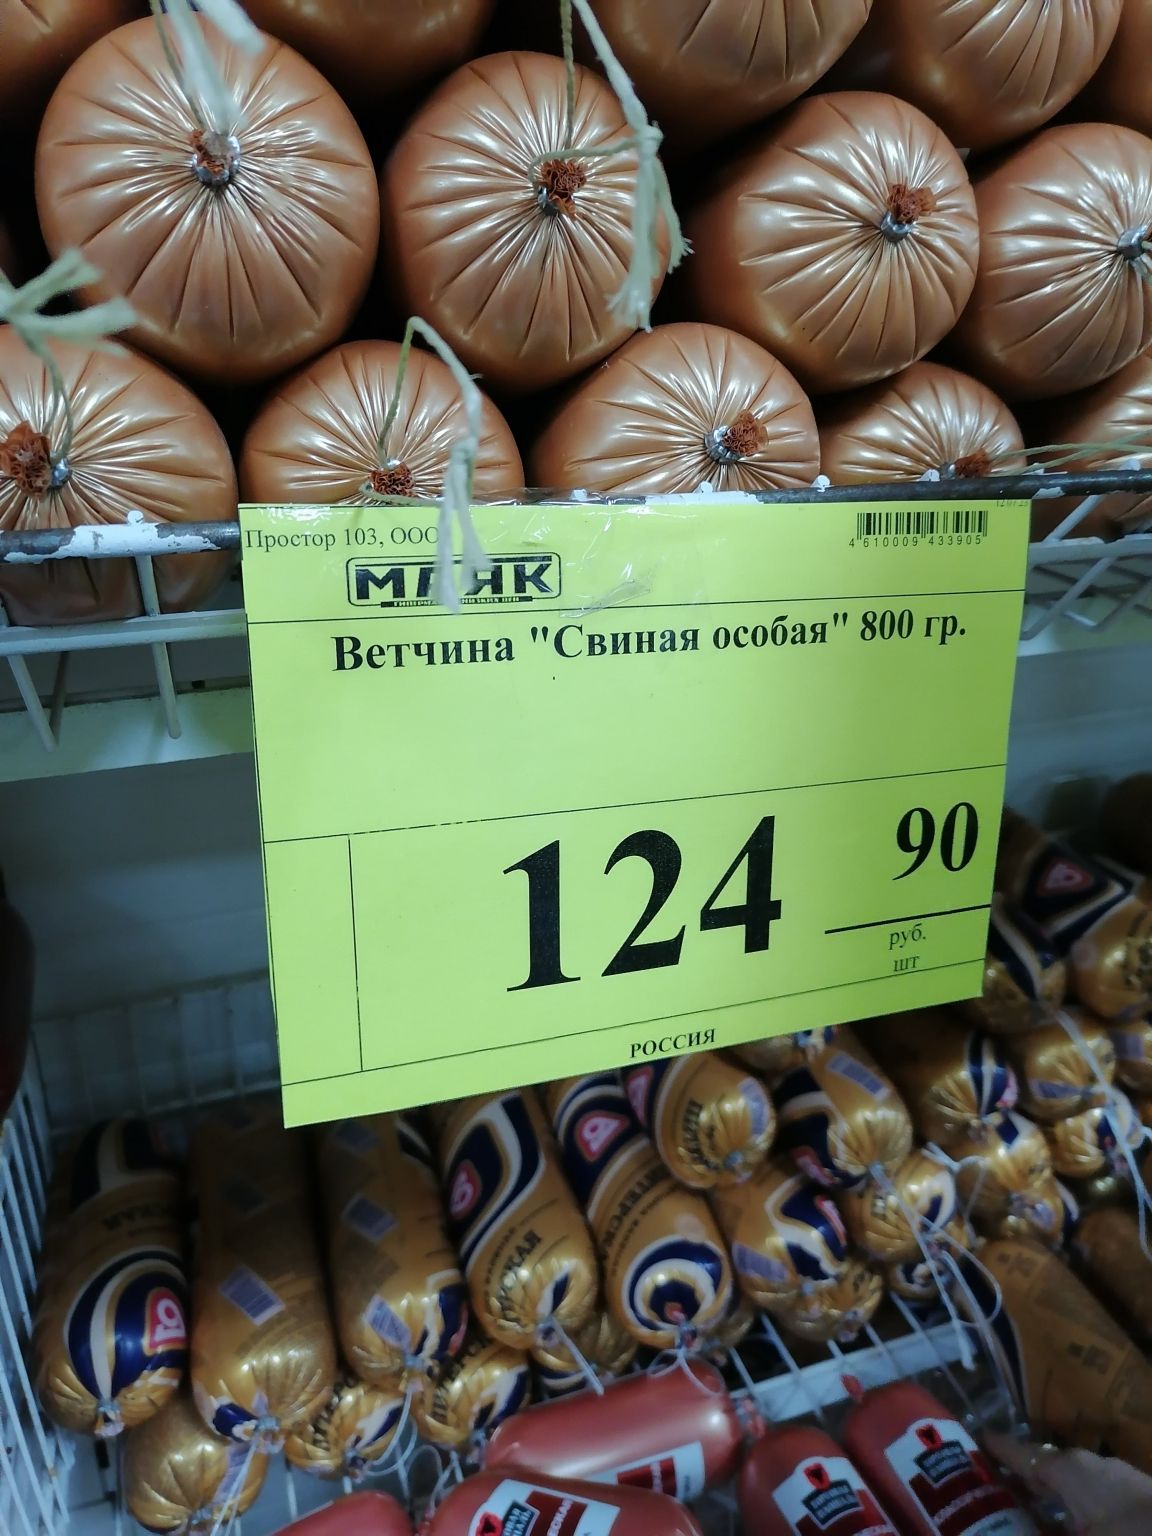 Простор 103, ООО
4 610009 433905
МАЯК
Ветчина "Свиная особая" 800 гр.
124
90
руб.
шт
РОССИЯ